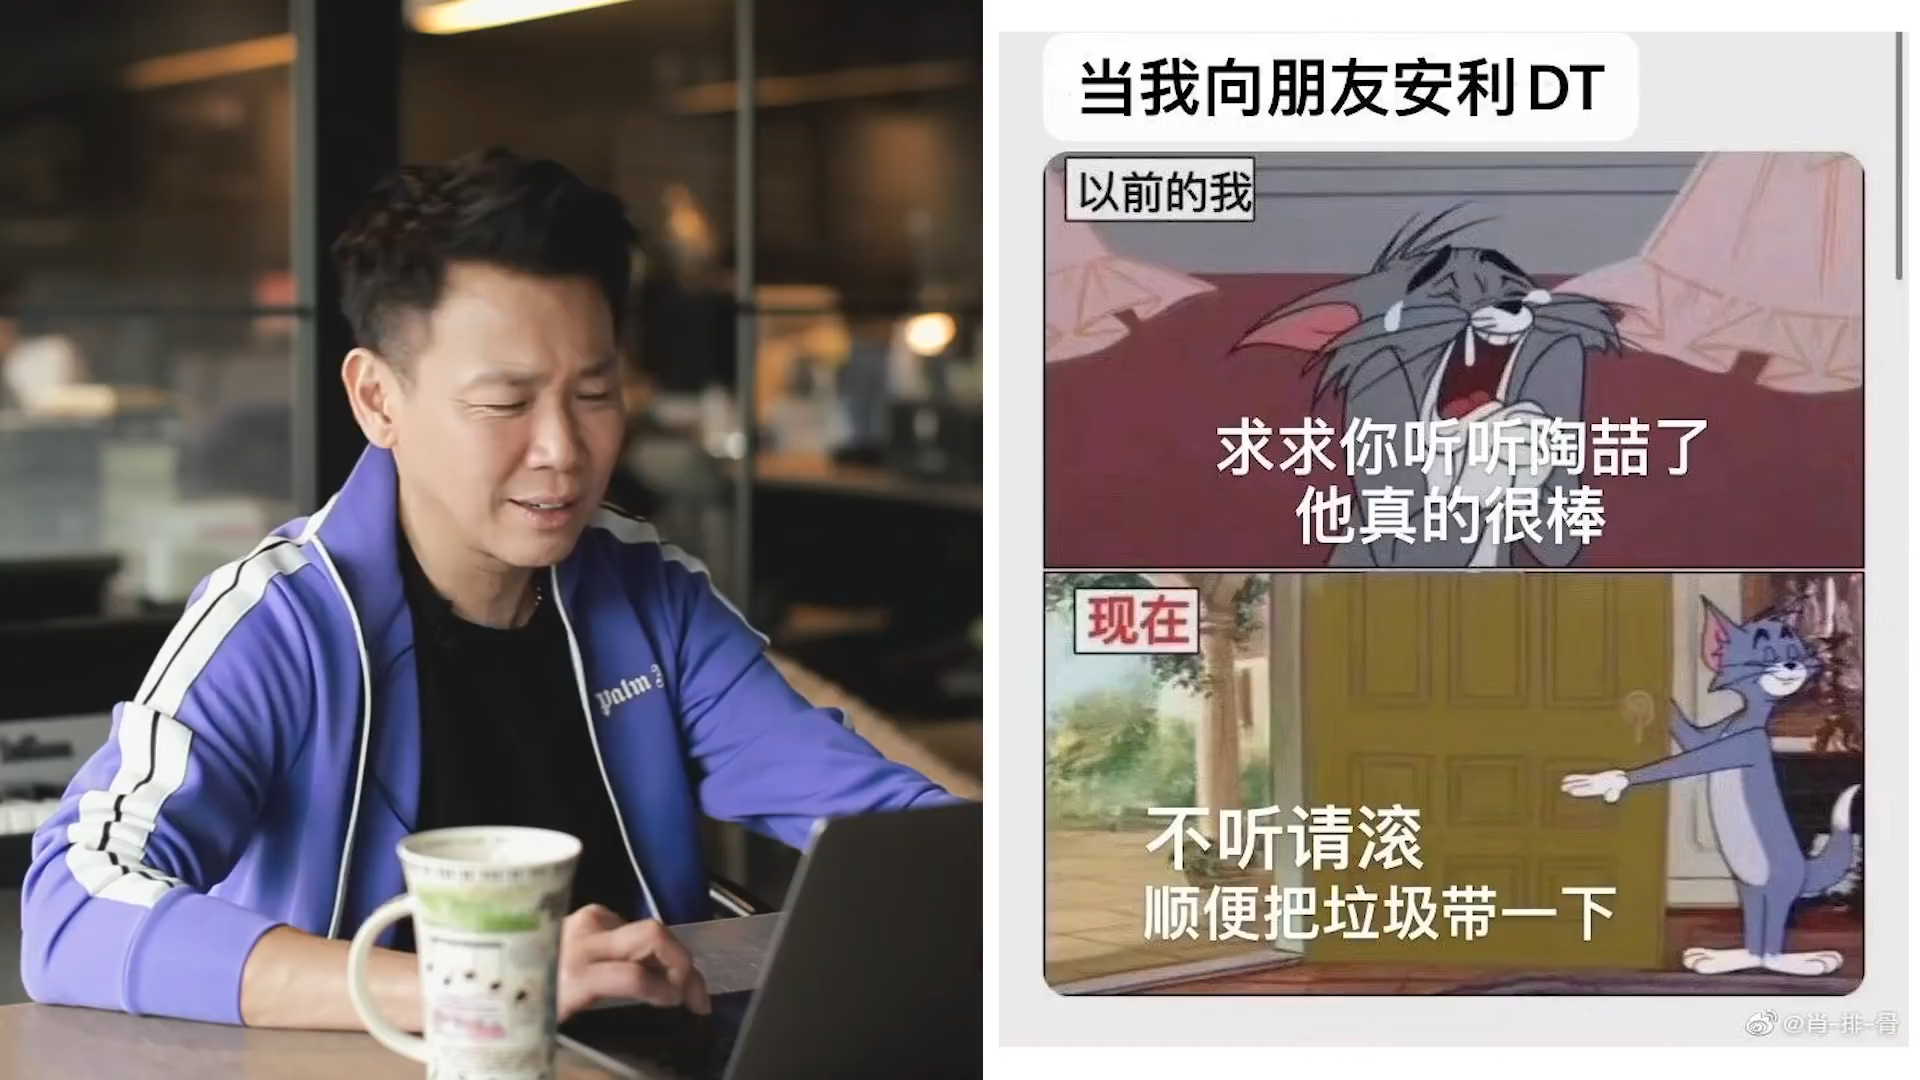 Palm
当我向朋友安利DT
以前的我
求求你听听陶喆了
他真的很棒
现在
不听请滚
顺便把垃圾带一下
@肖-排-骨